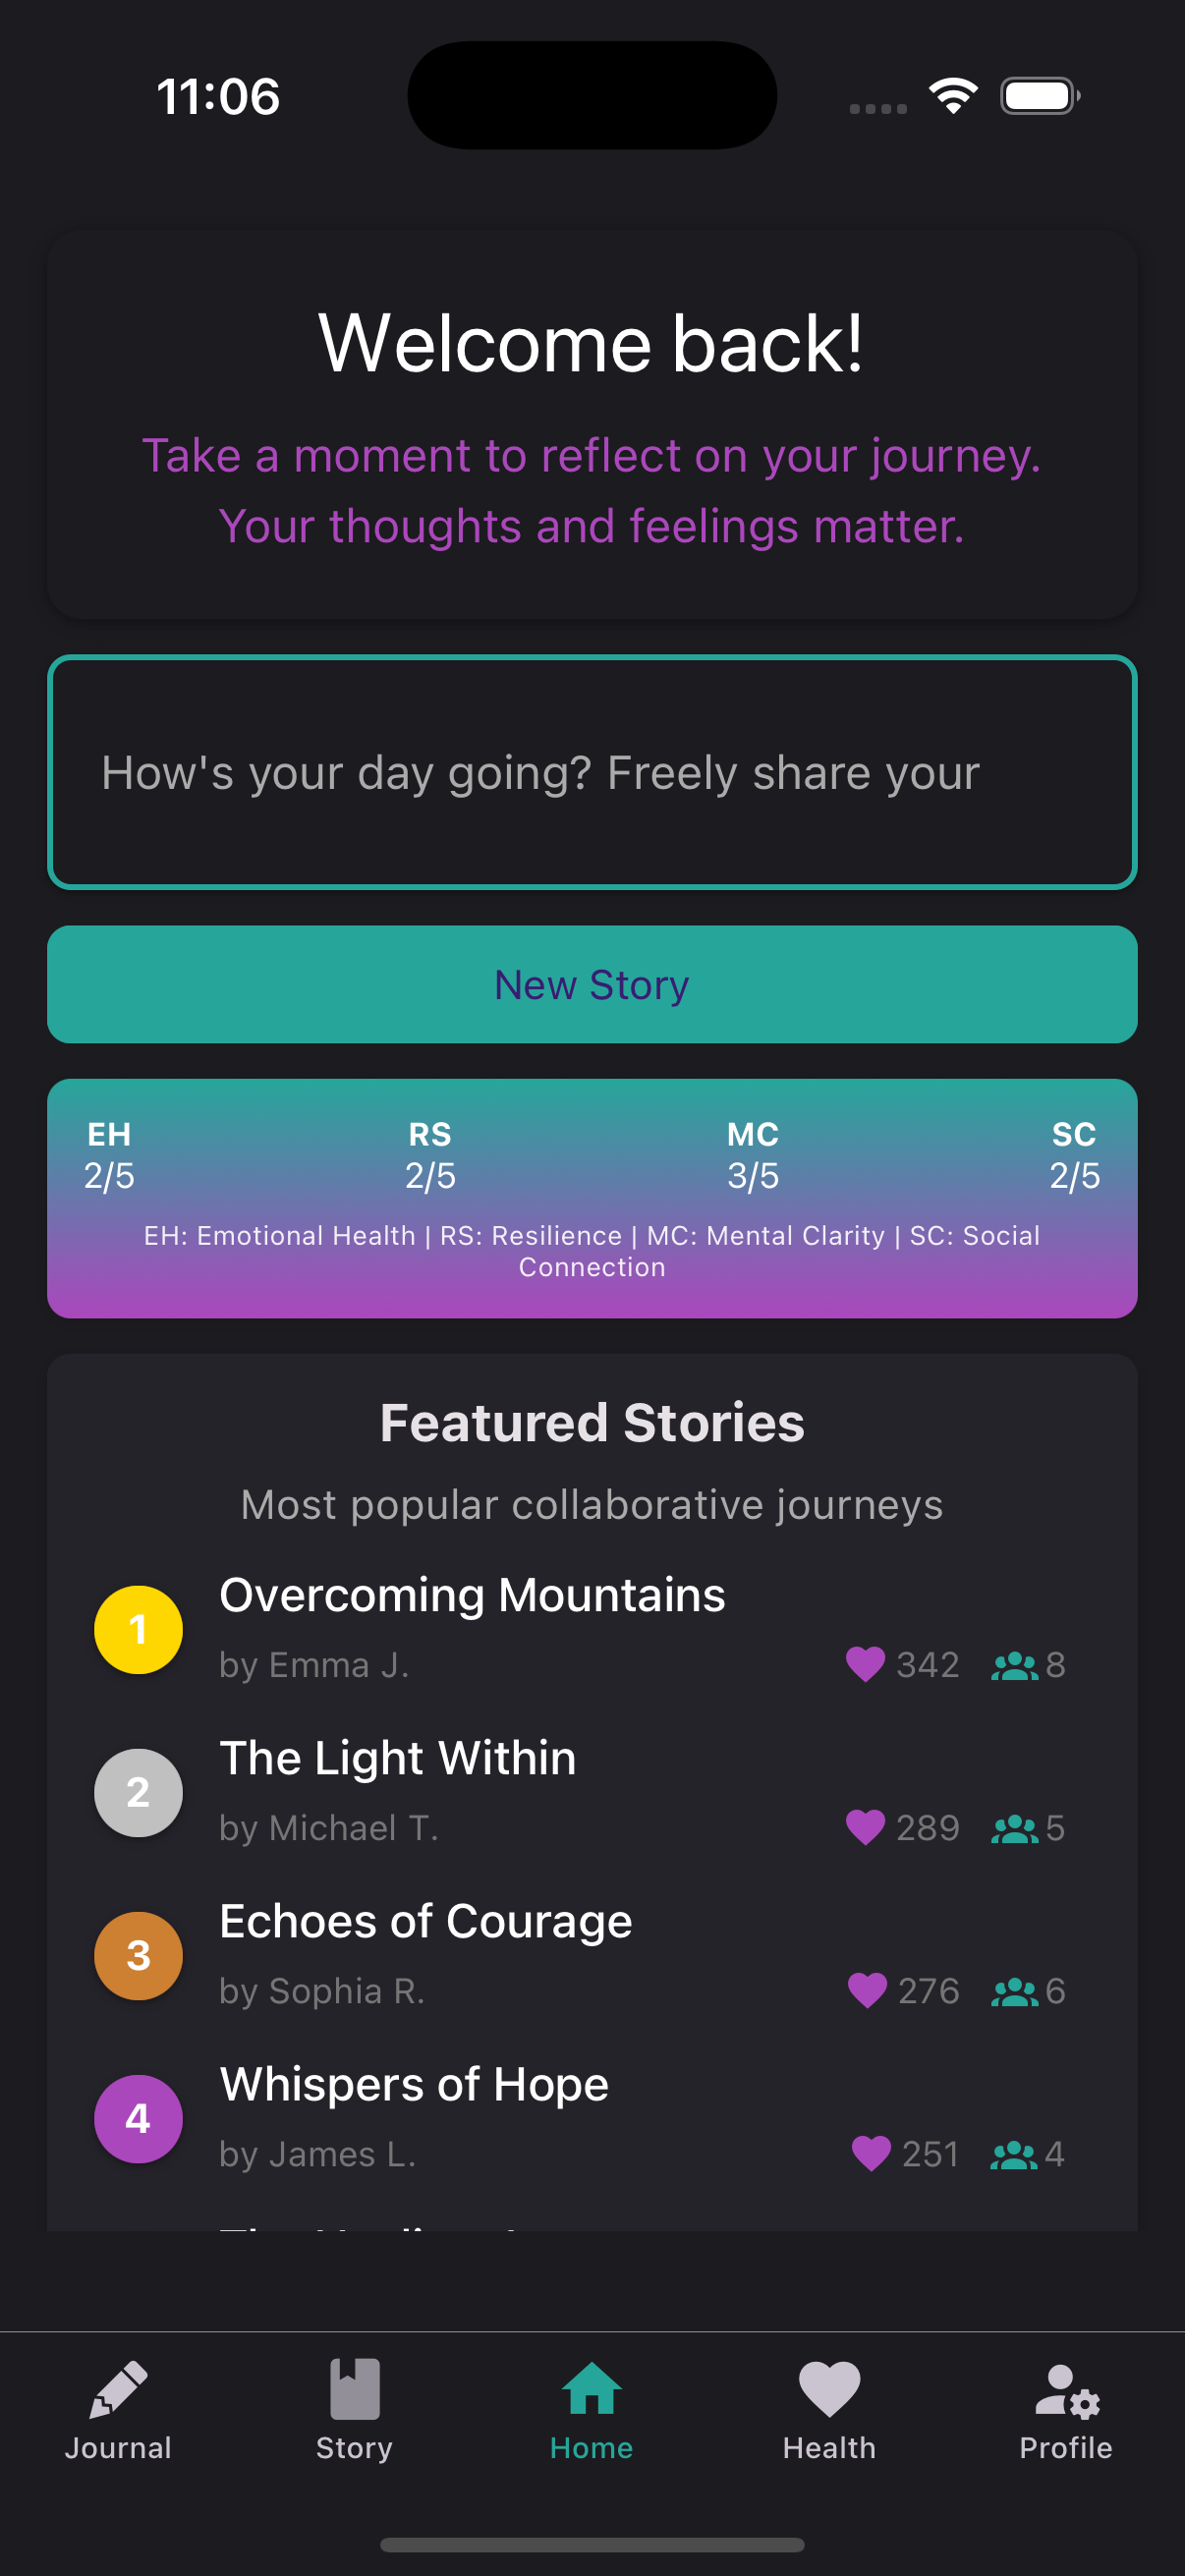 11:06
Welcome back!
Take a moment to reflect on your journey.
Your thoughts and feelings matter.
How's your day going? Freely share your
New Story
EH RS MC SC
2/5 2/5 3/5 2/5
EH: Emotional Health | RS: Resilience | MC: Mental Clarity | SC: Social
Connection
Featured Stories
Most popular collaborative journeys
1 Overcoming Mountains
by Emma J. 342 8
2 The Light Within
by Michael T. 289 5
3 Echoes of Courage
by Sophia R. 276 6
4 Whispers of Hope
by James L. 251 4
Journal Story Home Health Profile